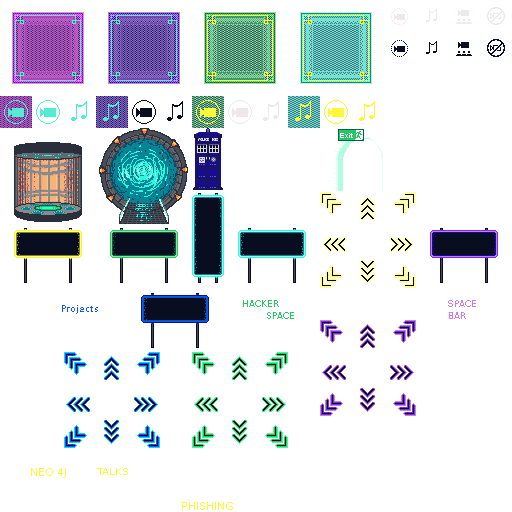 POLICE BOX
Exit
Projects
HACKER
SPACE
SPACE
BAR
NEO 4J
TALKS
PHISHING